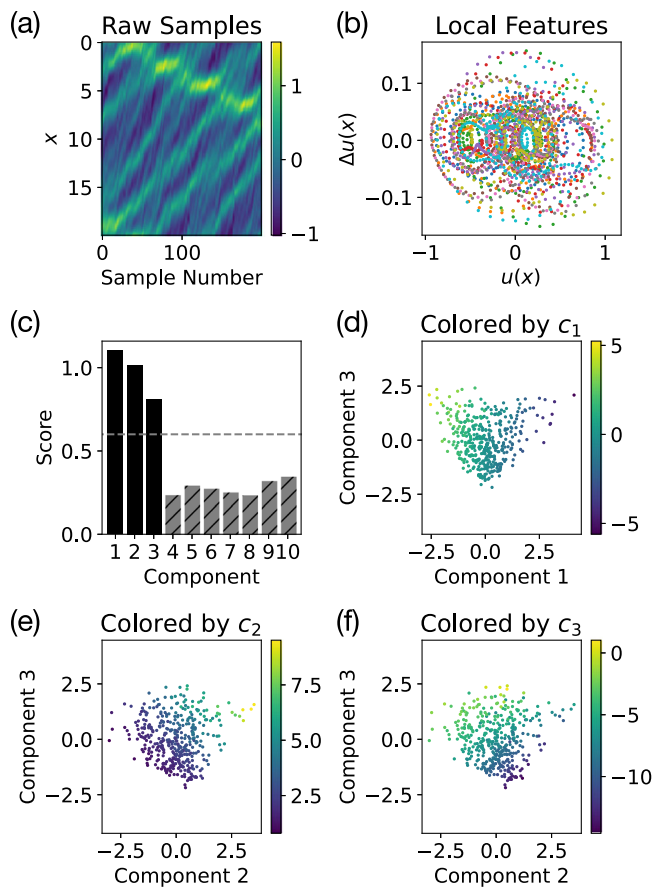 (a) Raw Samples
0
5
10
15
x
0 100
Sample Number
1
0
−1
(b) Local Features
0.1
0.0
−0.1
Δu(x)
−1 0 1
u(x)
(c)
1.0
0.5
0.0
Score
1 2 3 4 5 6 7 8 9 10
Component
(d) Colored by c₁
2.5
0.0
−2.5
Component 3
−2.5 0.0 2.5
Component 1
5
0
−5
(e) Colored by c₂
2.5
0.0
−2.5
Component 3
−2.5 0.0 2.5
Component 2
7.5
5.0
2.5
(f) Colored by c₃
2.5
0.0
−2.5
Component 3
−2.5 0.0 2.5
Component 2
0
−5
−10